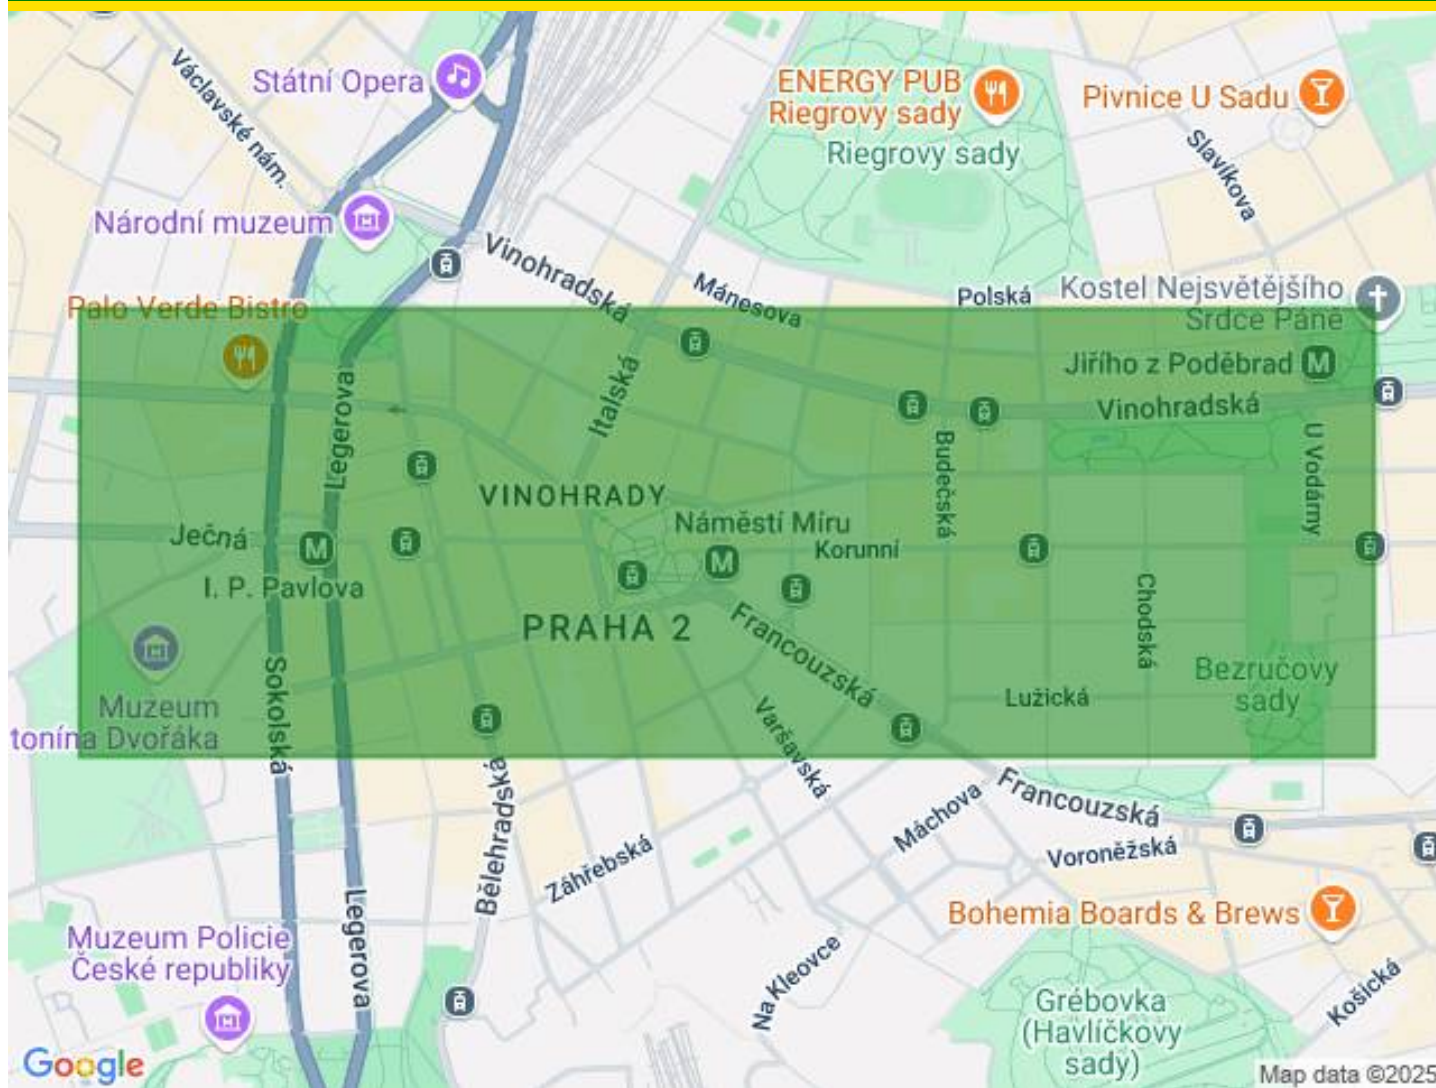 Václavské nám.
Státní Opera
ENERGY PUB
Riegrovy sady
Riegrovy sady
Pivnice U Sadu
Slavíkova
Národní muzeum
Vinohradská
Mánesova
Polská
Kostel Nejsvětějšího
Srdce Páně
Palo Verde Bistro
Jiřího z Poděbrad
Legerova
Italská
Vinohradská
U Vodárny
Budečská
VINOHRADY
Náměstí Míru
Ječná
Korunní
I. P. Pavlova
Chodská
PRAHA 2
Francouzská
Bezručovy
sady
Sokolská
Muzeum
tonína Dvořáka
Lužická
Varšavská
Bělehradská
Francouzská
Máchova
Voroněžská
Záhřebská
Bohemia Boards & Brews
Legerova
Muzeum Policie
České republiky
Na Kleovce
Grébovka
(Havlíčkovy
sady)
Košická
Google
Map data ©2025